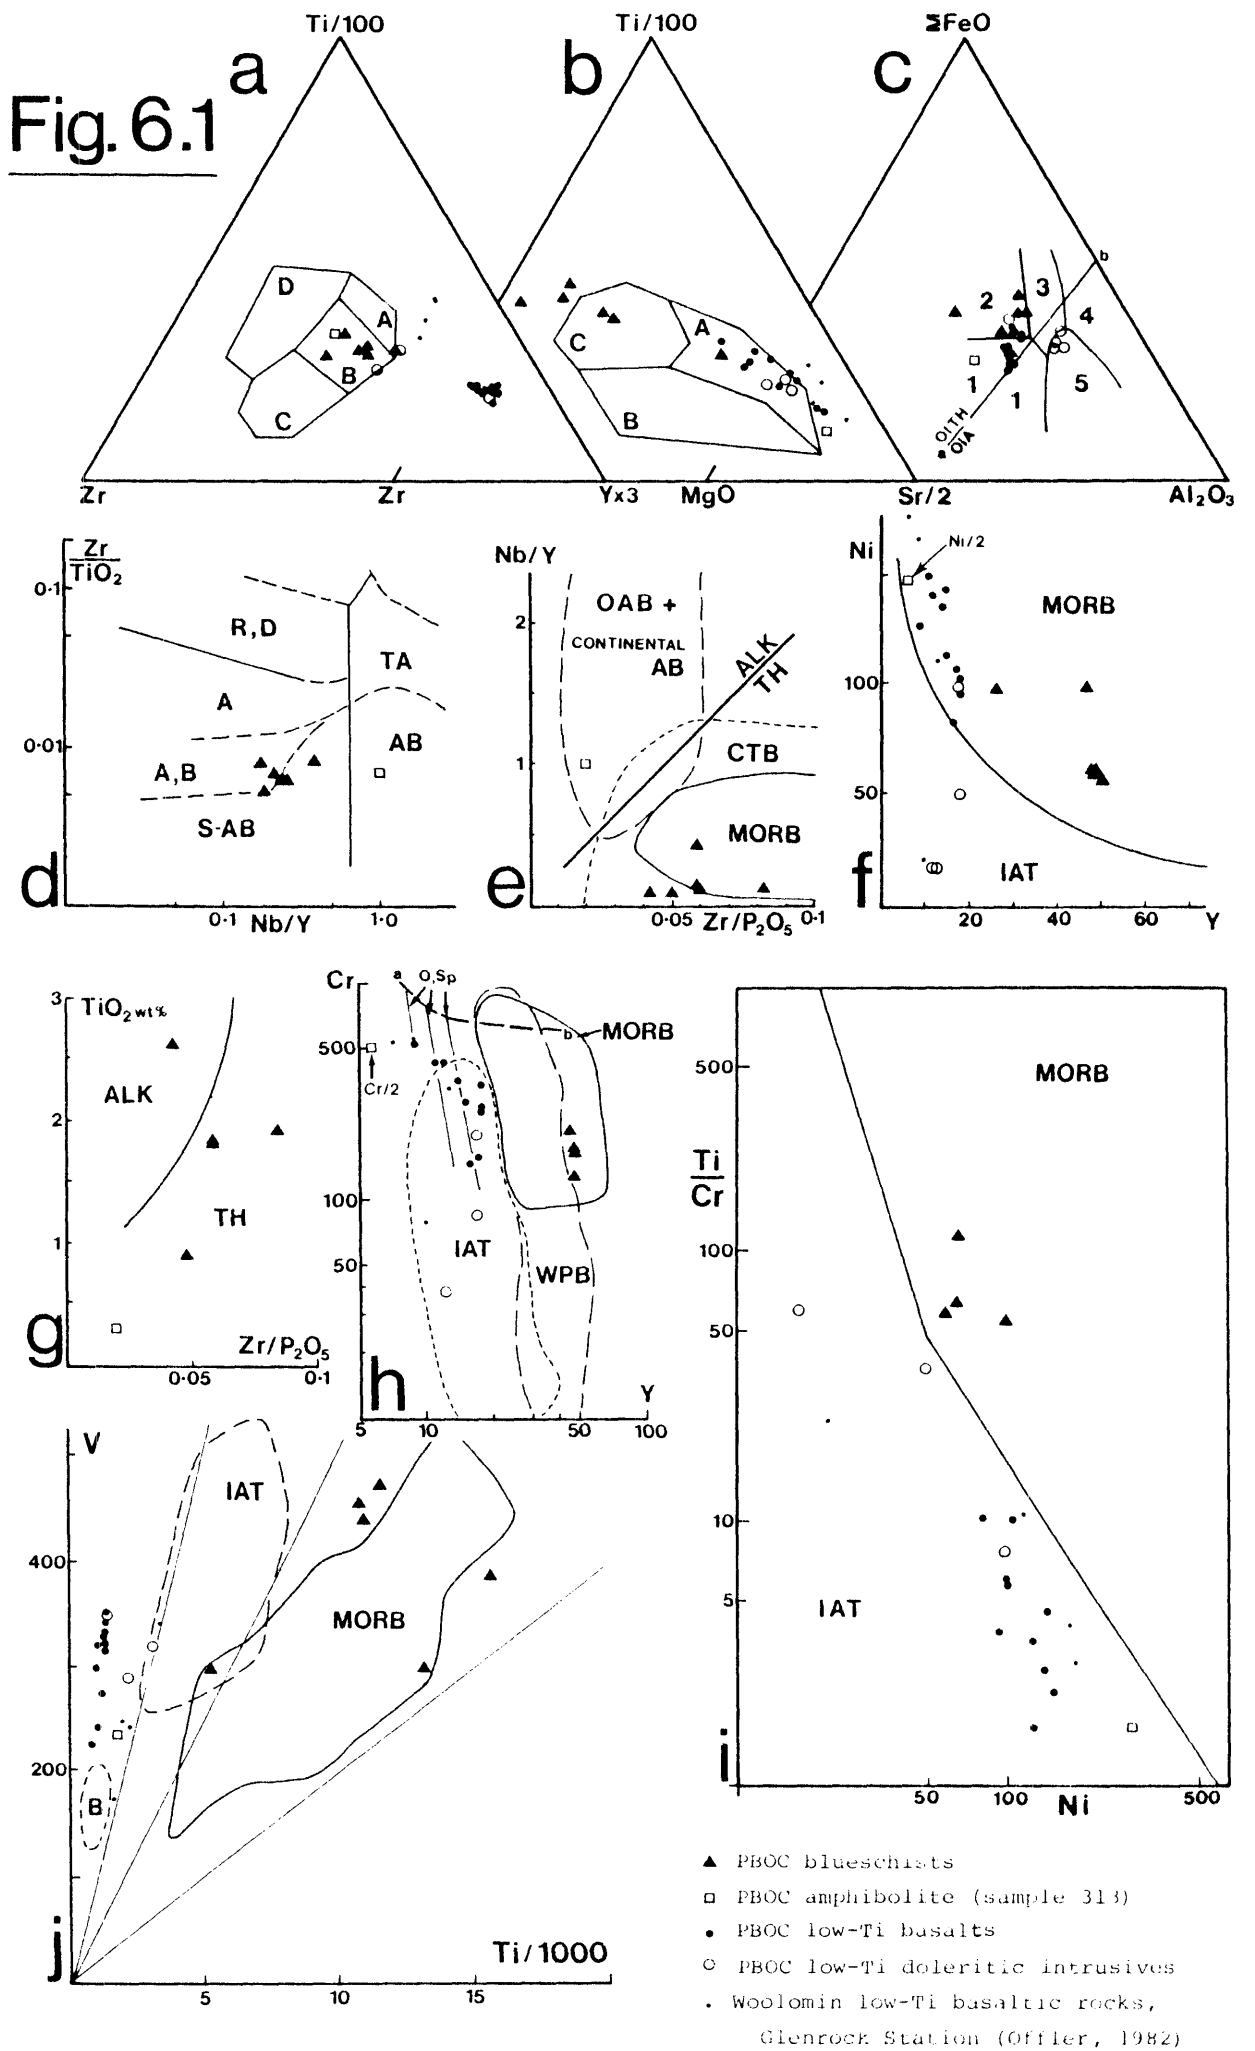 Fig. 6.1
a
Ti/100
b
Ti/100
c
ΣFeO
D
A
B
C
C
A
B
b
2
3
4
1
1
5
OITH
OIA
Zr
Zr
Yx3
MgO
Sr/2
Al₂O₃
d
Zr
TiO₂
0·1
0·01
R,D
TA
A
AB
A,B
S-AB
0·1
Nb/Y
1·0
e
Nb/Y
2
1
OAB +
CONTINENTAL
AB
ALK
TH
CTB
MORB
0·05
Zr/P₂O₅
0·1
f
Ni
Ni/2
MORB
100
50
IAT
20
40
60
Y
g
3
TiO₂ wt%
ALK
2
TH
1
Zr/P₂O₅
0·05
0·1
h
Cr
a
O,Sp
b
MORB
500
Cr/2
100
IAT
50
WPB
Y
5
10
50
100
i
500
MORB
Ti
Cr
100
50
10
5
IAT
50
100
Ni
500
j
V
IAT
400
MORB
200
B
Ti/1000
5
10
15
PBOC blueschists
PBOC amphibolite (sample 313)
PBOC low-Ti basalts
PBOC low-Ti doleritic intrusives
Woolomin low-Ti basaltic rocks,
Glenrock Station (Offler, 1982)